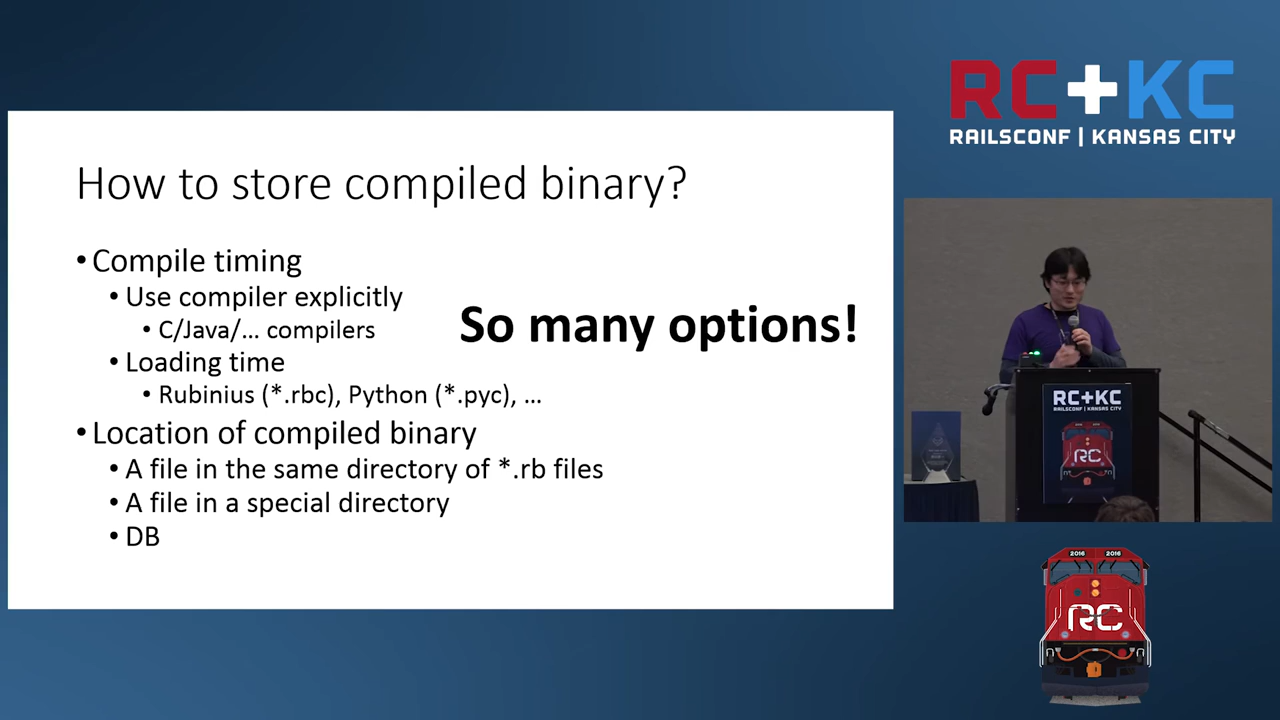 RC+KC
RAILSCONF | KANSAS CITY
How to store compiled binary?
• Compile timing
• Use compiler explicitly
• C/Java/… compilers
• Loading time
• Rubinius (*.rbc), Python (*.pyc), …
So many options!
• Location of compiled binary
• A file in the same directory of *.rb files
• A file in a special directory
• DB
RC+KC
RAILSCONF | KANSAS CITY
RC
2016 2016
RC